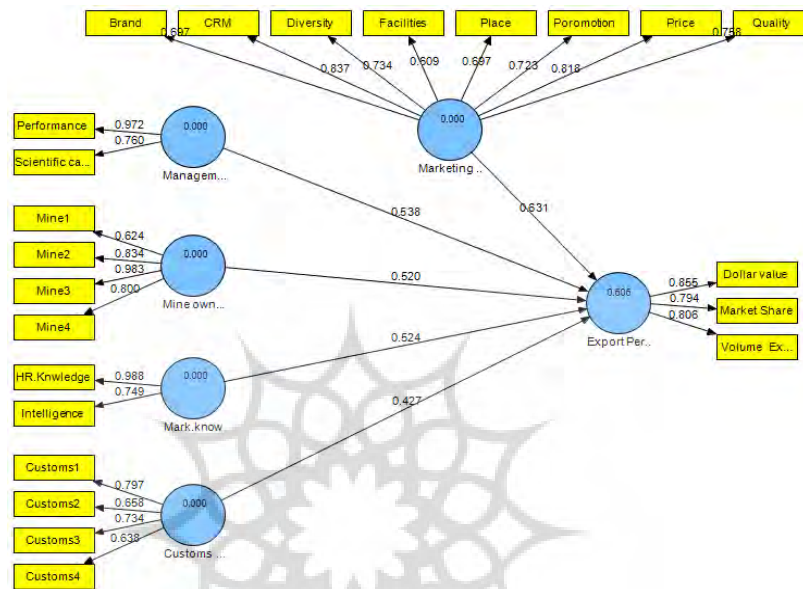 Brand CRM Diversity Facilities Place Poromotion Price Quality
0.697 0.837 0.734 0.609 0.697 0.723 0.818 0.758
0.000
Marketing ..
Performance
Scientific ca...
0.972
0.760
0.000
Managem,..
0.631
0.538
Mine1
Mine2
Mine3
Mine4
0.624
0.834
0.983
0.800
0.000
Mine own...
0.520
0.606
Export Per..
0.855
0.794
0.806
Dollar value
Market Share
Volume Ex...
HR.Knwledge
Intelligence
0.988
0.749
0.000
Mark.know
0.524
0.427
Customs1
Customs2
Customs3
Customs4
0.797
0.658
0.734
0.638
0.000
Customs ...